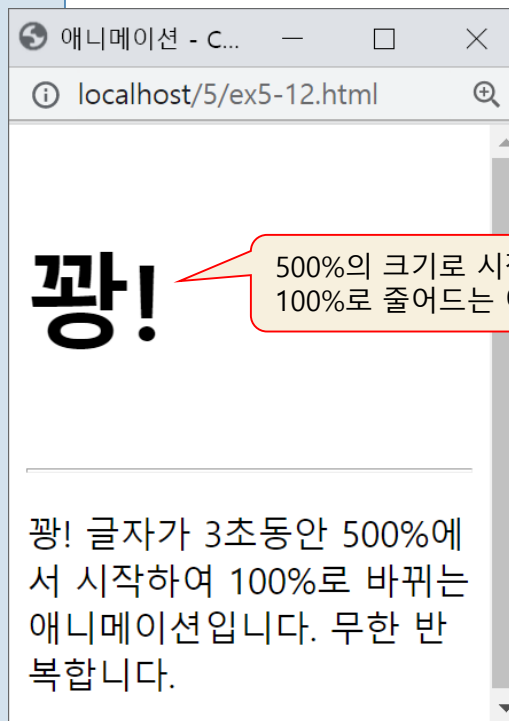 애니메이션 - C...
localhost/5/ex5-12.html
꽝!
500%의 크기로
100%로 줄어드는
꽝! 글자가 3초동안 500%에
서 시작하여 100%로 바뀌는
애니메이션입니다. 무한 반
복합니다.